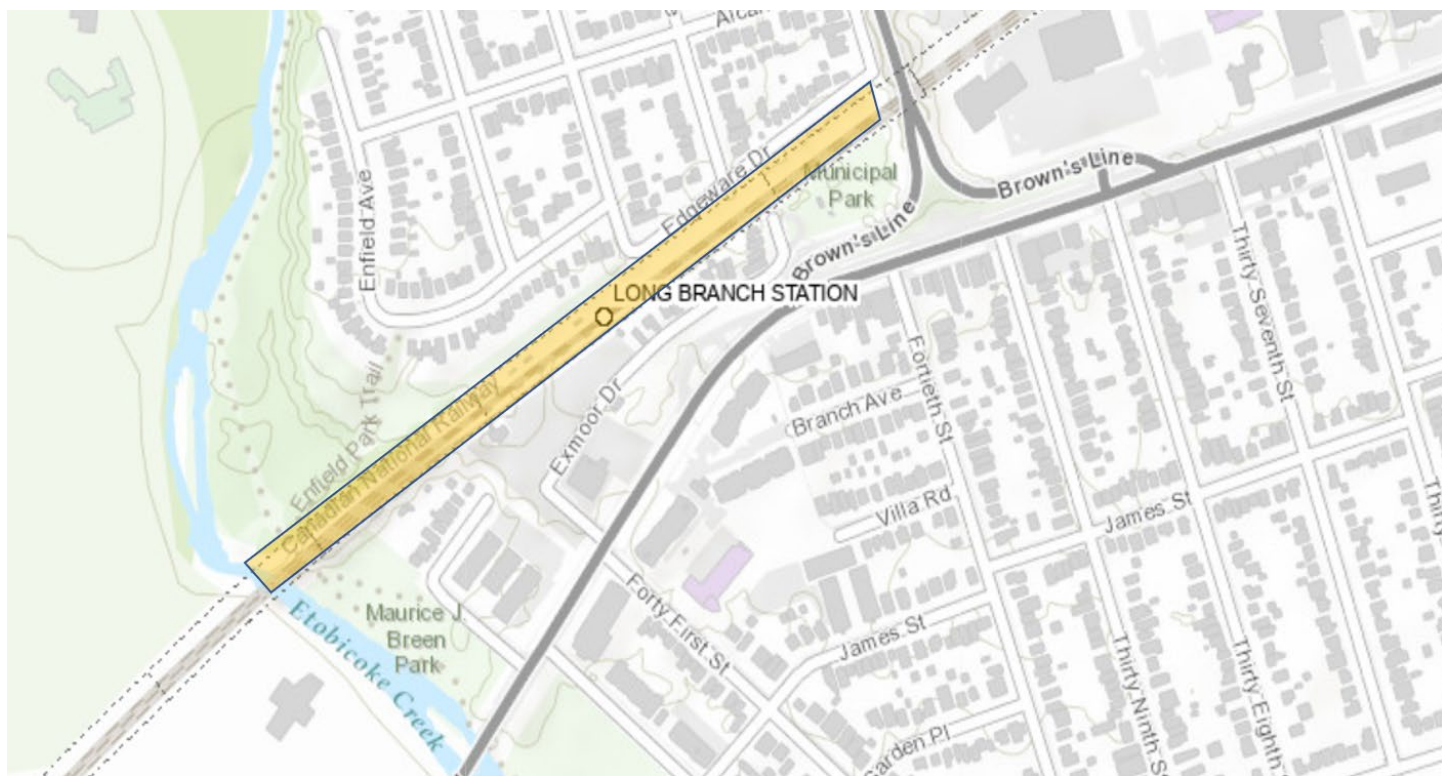 Arcan
Enfield Ave
Edgeware Dr
Municipal
Park
Brown's Line
Brown's Line
LONG BRANCH STATION
Thirty Seventh St
Fortieth St
Exmoor Dr
Branch Ave
Enfield Park Trail
Canadian National Railway
Villa Rd
James St
Thirty
Forty First St
Maurice J.
Breen
Park
Etobicoke Creek
James St
Thirty Ninth St
Thirty Eighth
Garden Pl